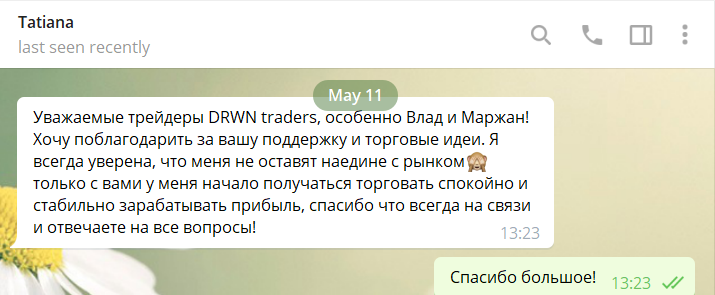 Tatiana
last seen recently
May 11
Уважаемые трейдеры DRWN traders, особенно Влад и Маржан!
Хочу поблагодарить за вашу поддержку и торговые идеи. Я
всегда уверена, что меня не оставят наедине с рынком🙈
только с вами у меня начало получаться торговать спокойно и
стабильно зарабатывать прибыль, спасибо что всегда на связи
и отвечаете на все вопросы!
13:23
Спасибо большое!
13:23